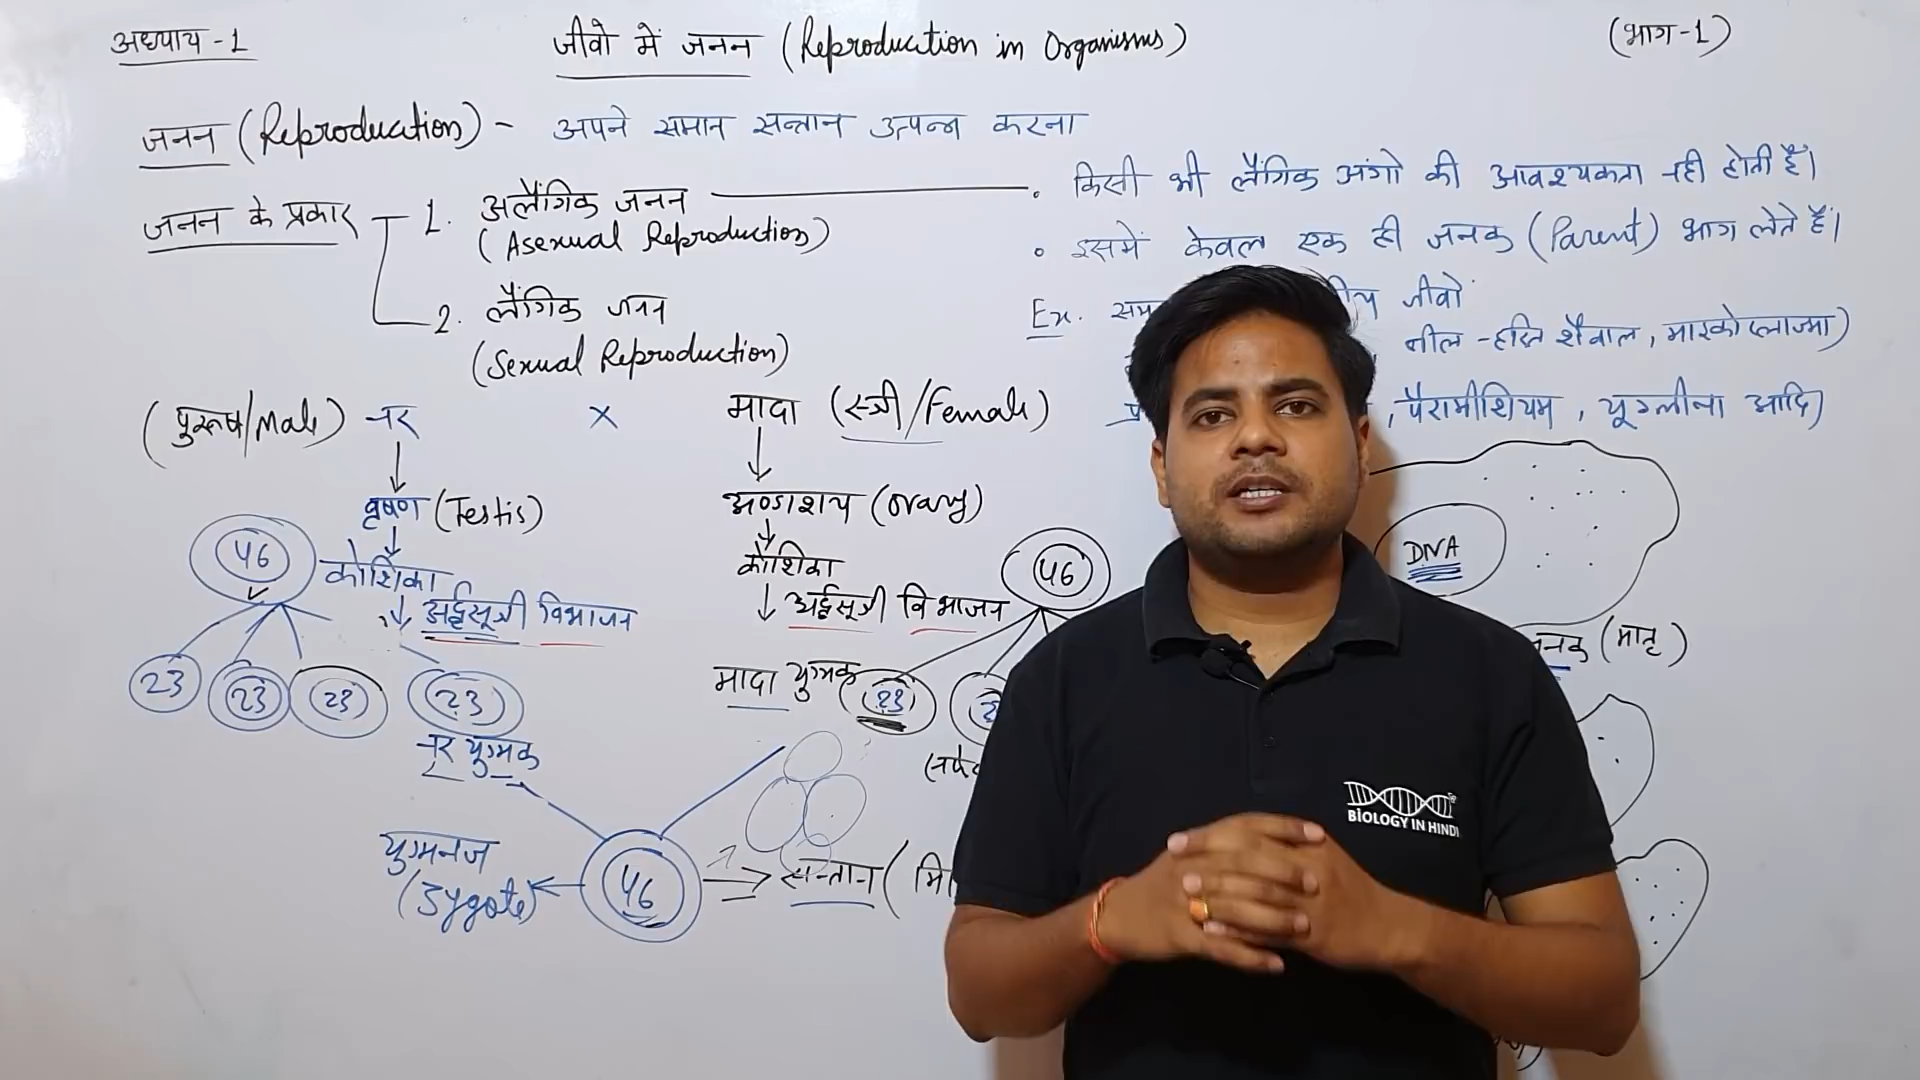 अध्याय-1
जीवो में जनन (Reproduction in Organisms)
(भाग-1)
जनन (Reproduction) - अपने समान सन्तान उत्पन्न करना
जनन के प्रकार
1. अलैंगिक जनन
(Asexual Reproduction)
2. लैंगिक जनन
(Sexual Reproduction)
• किसी भी लैंगिक अंगो की आवश्यकता नही होती है।
• इसमें केवल एक ही जनक (Parent) भाग लेते हैं।
Ex. जीवों
नील-हरित शैवाल, माइकोप्लाज्मा)
, पैरामीशियम, यूग्लीना आदि)
(पुरूष/Male) नर × मादा (स्त्री/Female)
वृषण (Testis)
अण्डाशय (Ovary)
46 कोशिका
कोशिका 46
अर्द्धसूत्री विभाजन
अर्द्धसूत्री विभाजन
DNA
23 23 23 23
मादा युग्मक 23
जनक (मातृ)
नर युग्मक
युग्मनज
(Zygote)
46
सन्तान (
BIOLOGY IN HINDI